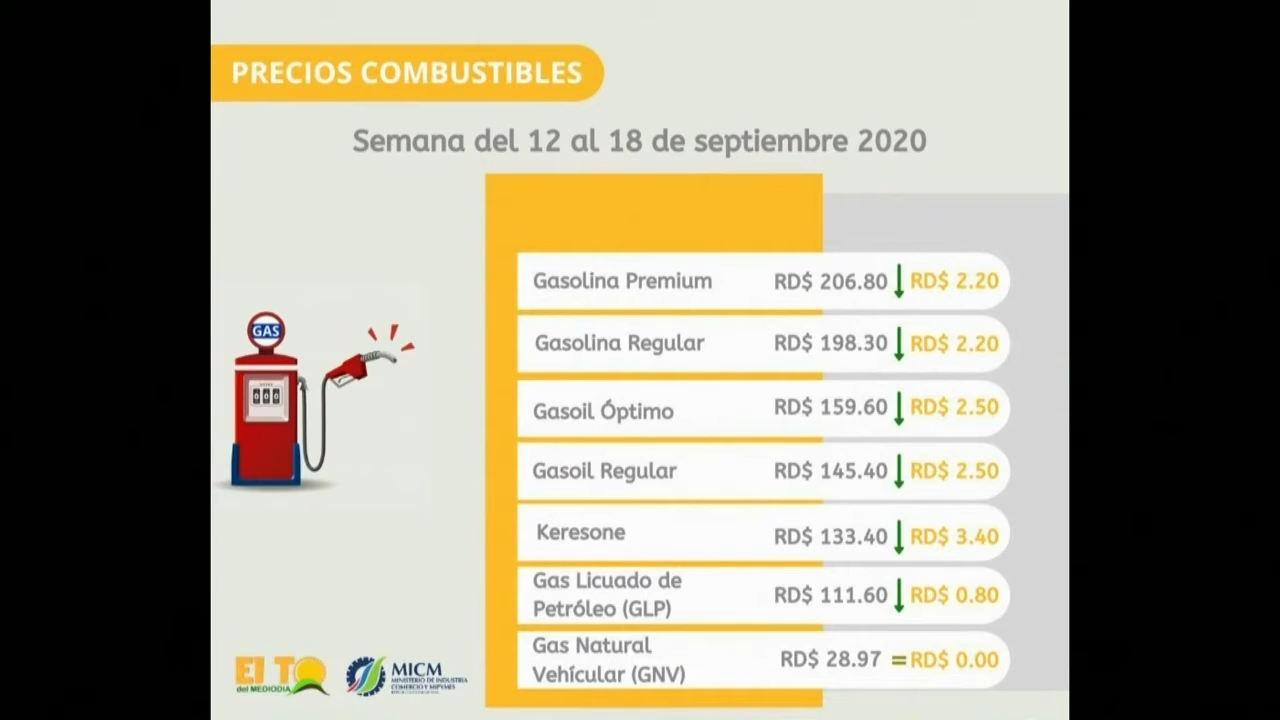 PRECIOS COMBUSTIBLES
Semana del 12 al 18 de septiembre 2020
Gasolina Premium RD$ 206.80 ↓ RD$ 2.20
Gasolina Regular RD$ 198.30 ↓ RD$ 2.20
Gasoil Óptimo RD$ 159.60 ↓ RD$ 2.50
Gasoil Regular RD$ 145.40 ↓ RD$ 2.50
Keresone RD$ 133.40 ↓ RD$ 3.40
Gas Licuado de
Petróleo (GLP) RD$ 111.60 ↓ RD$ 0.80
Gas Natural
Vehícular (GNV) RD$ 28.97 = RD$ 0.00
GAS
000
El TO
del MEDIODIA
MICM
MINISTERIO DE INDUSTRIA
COMERCIO Y MIPYMES